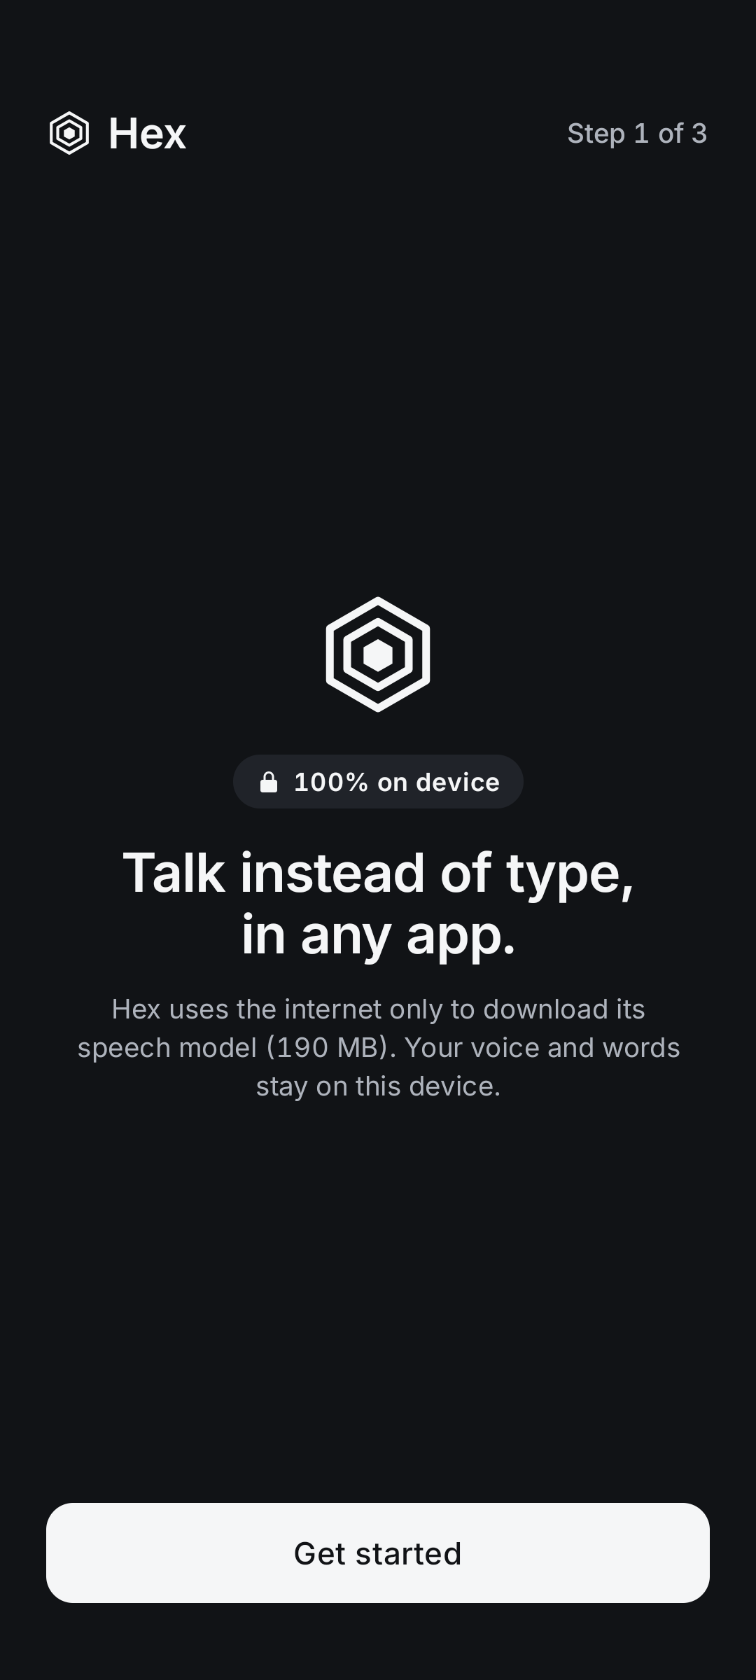 Hex
Step 1 of 3
100% on device
Talk instead of type,
in any app.
Hex uses the internet only to download its
speech model (190 MB). Your voice and words
stay on this device.
Get started